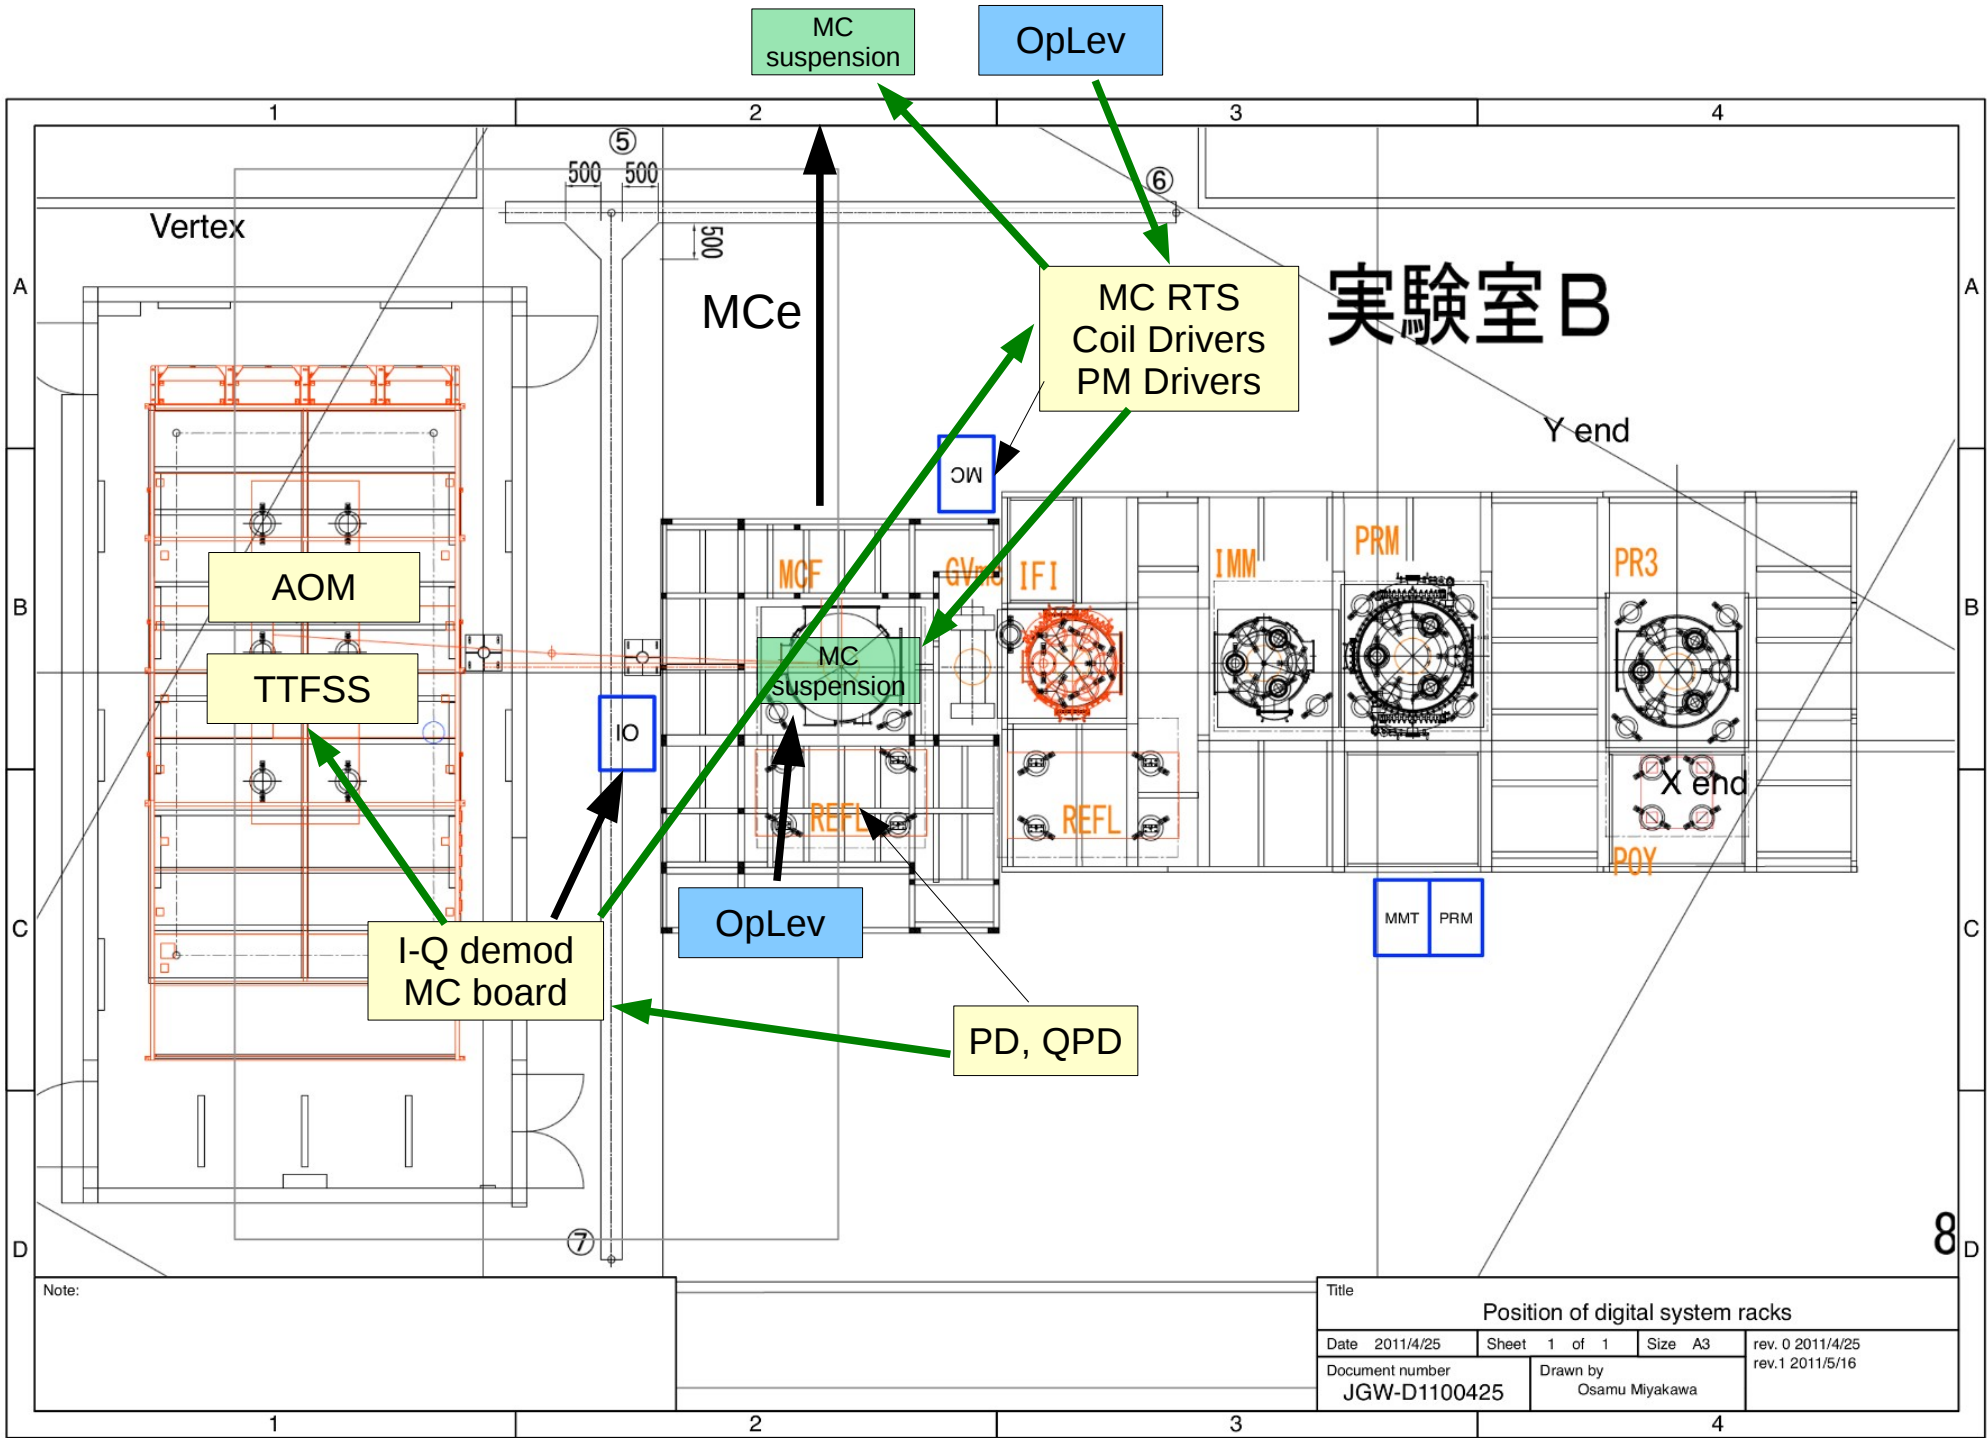 MC
suspension
OpLev
1
2
3
4
⑤
500
500
⑥
Vertex
500
A
MCe
MC RTS
Coil Drivers
PM Drivers
実験室B
A
Y end
MC
MCF
IFI
IMM
PRM
PR3
AOM
B
B
MC
suspension
TTFSS
IO
X end
REFL
REFL
POY
OpLev
MMT
PRM
C
C
I-Q demod
MC board
PD, QPD
D
⑦
8
D
Note:
Title
Position of digital system racks
Date 2011/4/25
Sheet 1 of 1
Size A3
rev. 0 2011/4/25
rev.1 2011/5/16
Document number
JGW-D1100425
Drawn by
Osamu Miyakawa
1
2
3
4